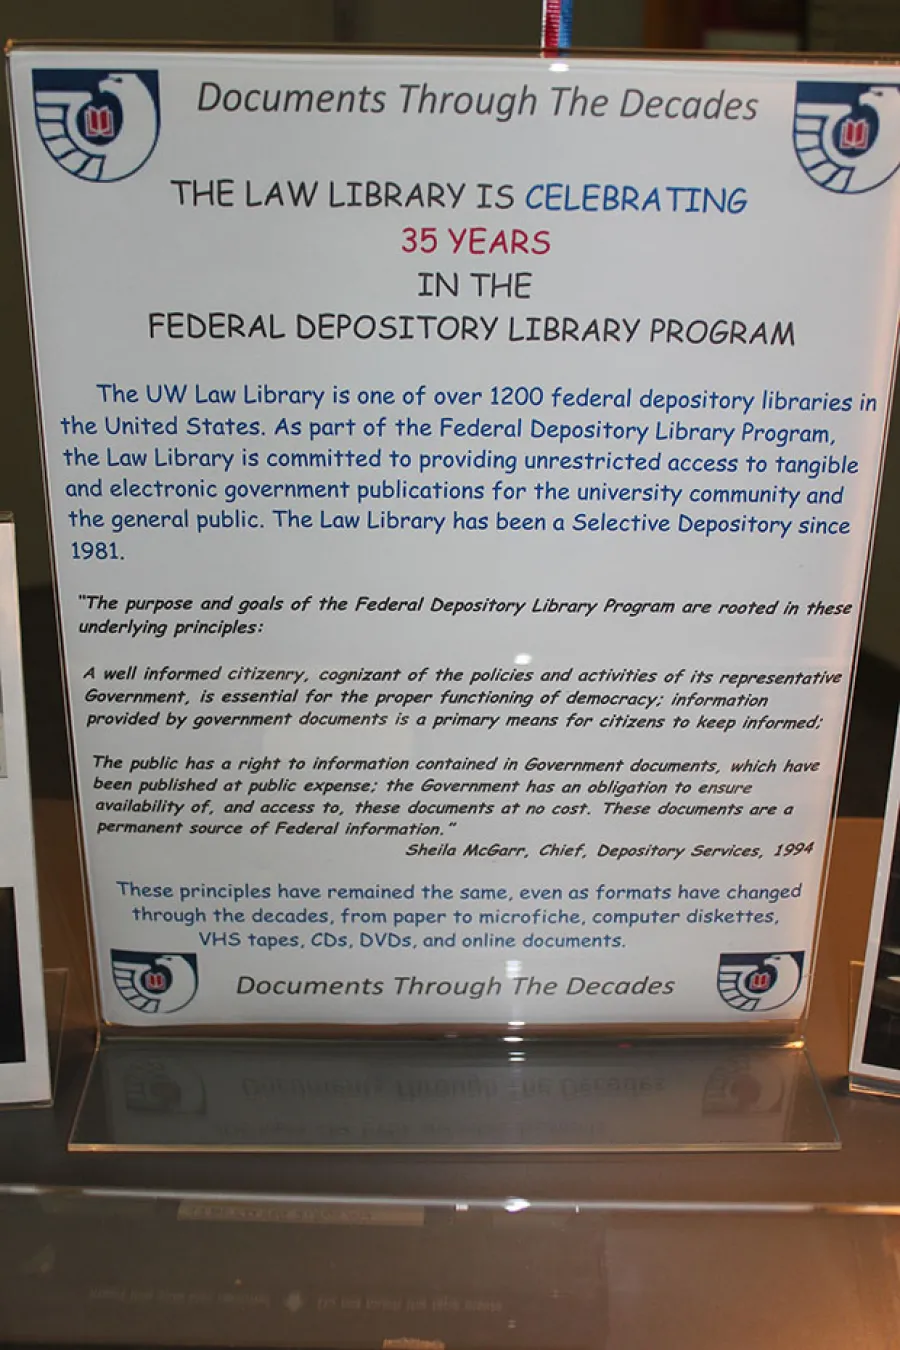 Documents Through The Decades
THE LAW LIBRARY IS CELEBRATING
35 YEARS
IN THE
FEDERAL DEPOSITORY LIBRARY PROGRAM
The UW Law Library is one of over 1200 federal depository libraries in
the United States. As part of the Federal Depository Library Program,
the Law Library is committed to providing unrestricted access to tangible
and electronic government publications for the university community and
the general public. The Law Library has been a Selective Depository since
1981.
"The purpose and goals of the Federal Depository Library Program are rooted in these
underlying principles:
A well informed citizenry, cognizant of the policies and activities of its representative
Government, is essential for the proper functioning of democracy; information
provided by government documents is a primary means for citizens to keep informed;
The public has a right to information contained in Government documents, which have
been published at public expense; the Government has an obligation to ensure
availability of, and access to, these documents at no cost. These documents are a
permanent source of Federal information."
Sheila McGarr, Chief, Depository Services, 1994
These principles have remained the same, even as formats have changed
through the decades, from paper to microfiche, computer diskettes,
VHS tapes, CDs, DVDs, and online documents.
Documents Through The Decades